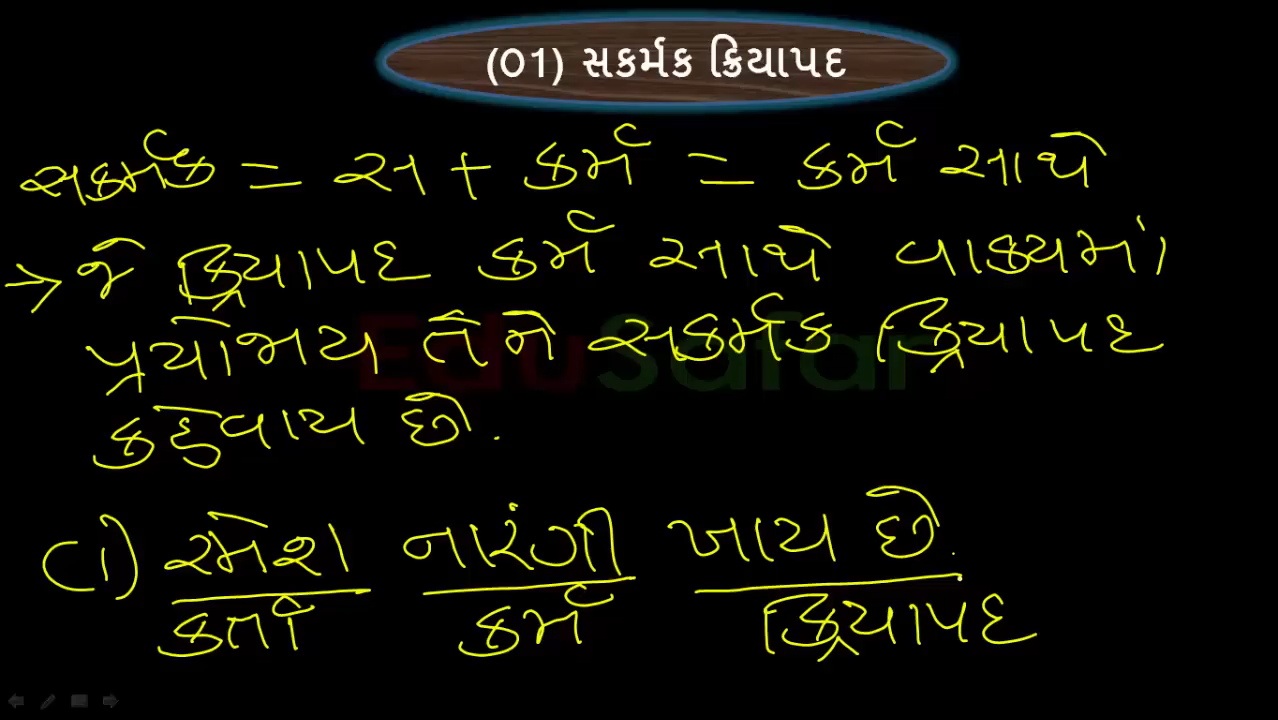 (01) સકર્મક ક્રિયાપદ
સકર્મક = સ + કર્મ = કર્મ સાથે
→ જે ક્રિયાપદ કર્મ સાથે વાક્યમાં
પ્રયોજાય તેને સકર્મક ક્રિયાપદ
EduSafar
કહેવાય છે.
(1) રમેશ નારંગી ખાય છે.
કર્તા કર્મ ક્રિયાપદ